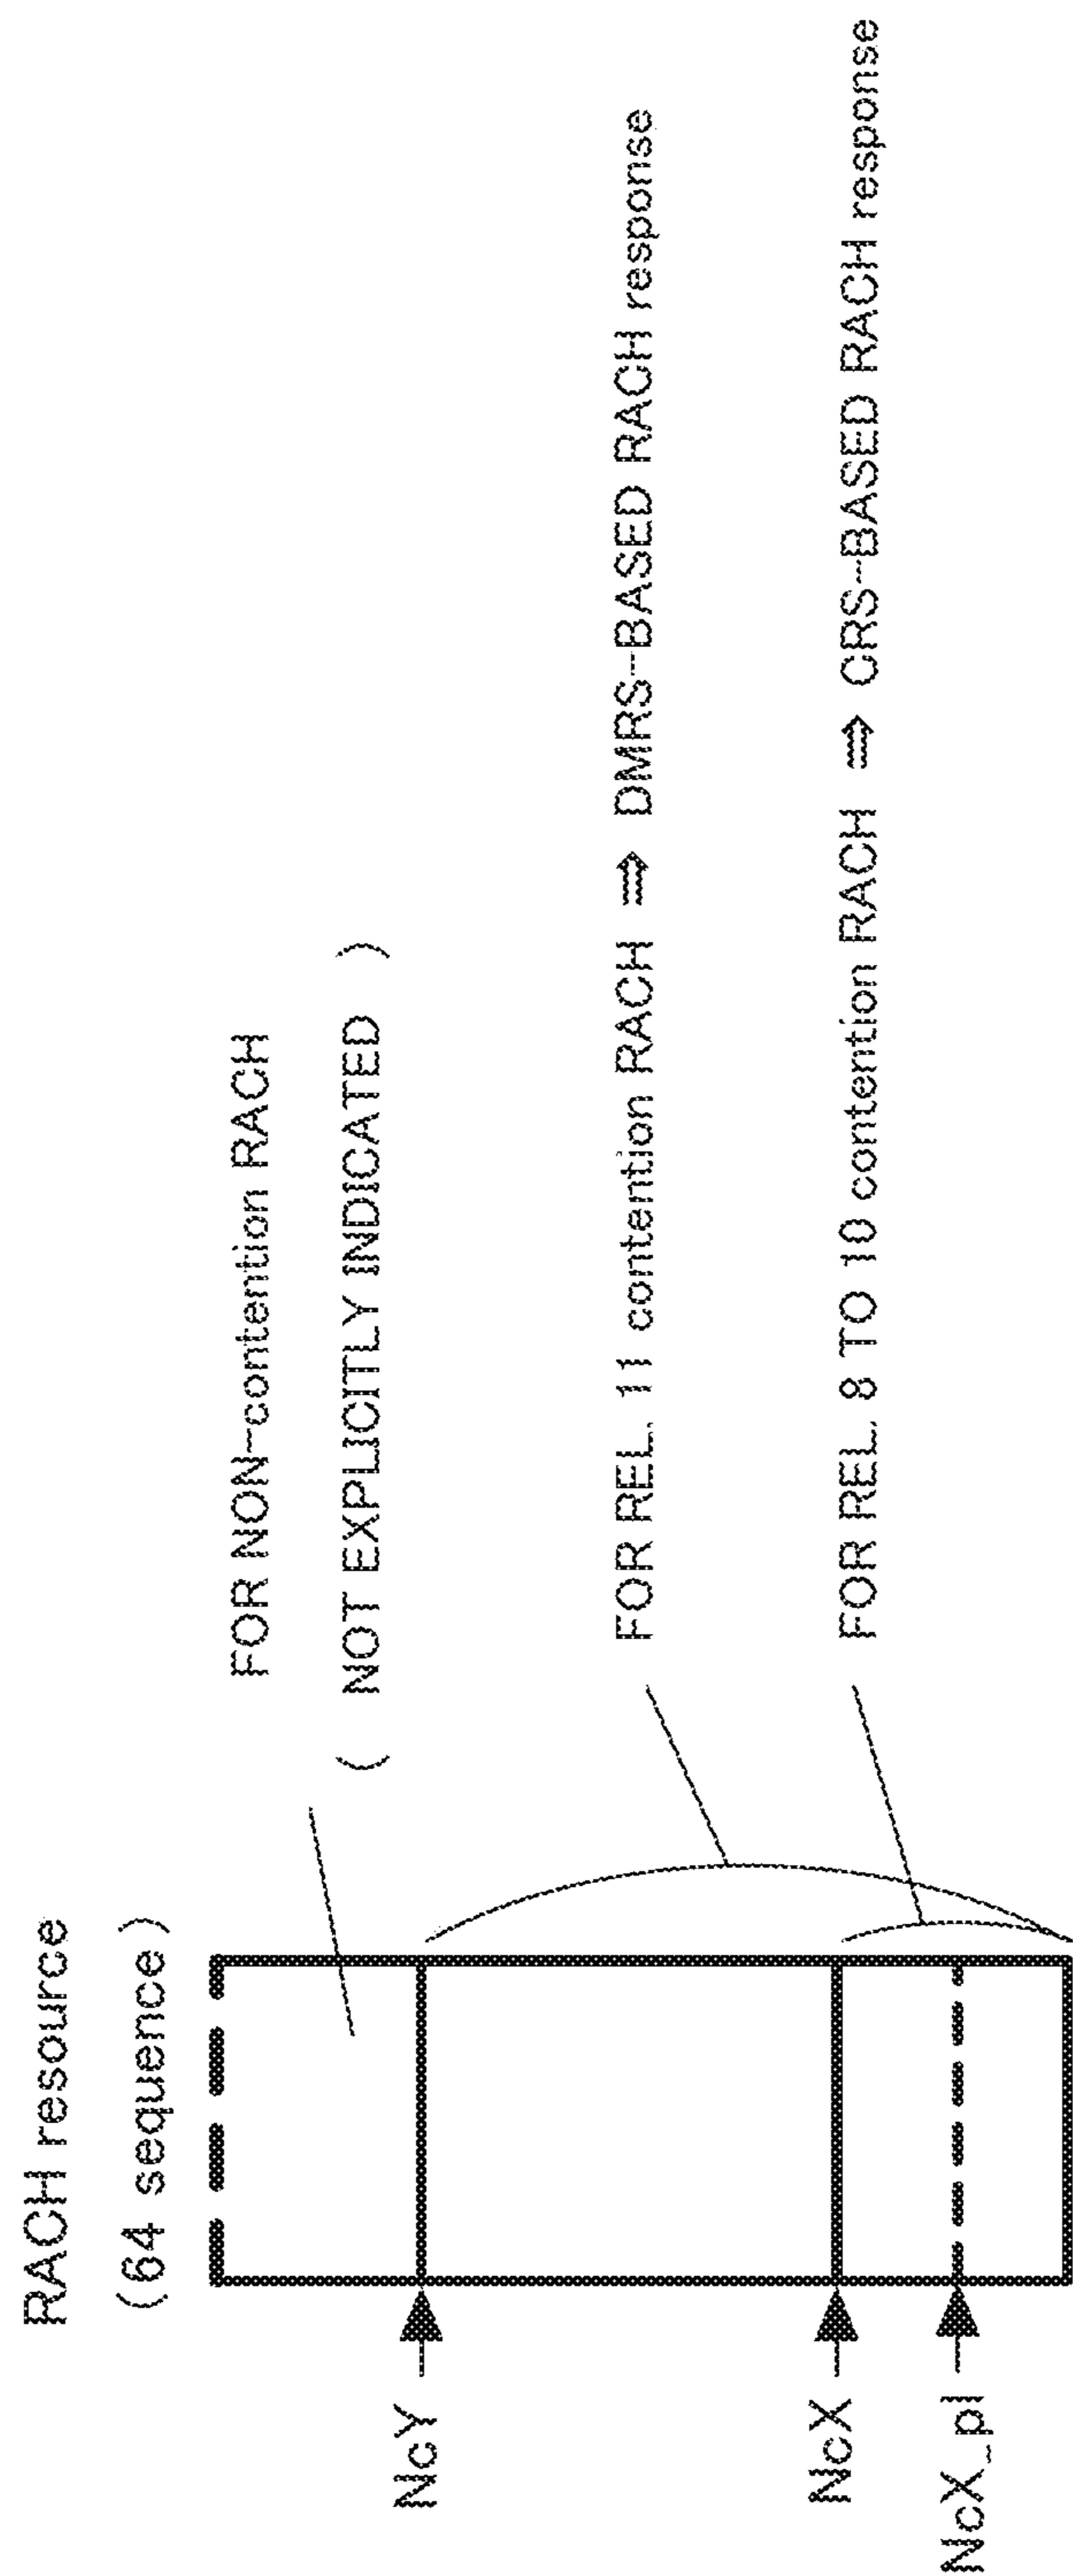 RACH resource
(64 sequence)
FOR NON-contention RACH
( NOT EXPLICITLY INDICATED )
NcY
FOR REL. 11 contention RACH ⇒ DMRS-BASED RACH response
NcX
FOR REL. 8 TO 10 contention RACH ⇒ CRS-BASED RACH response
NcX_pl